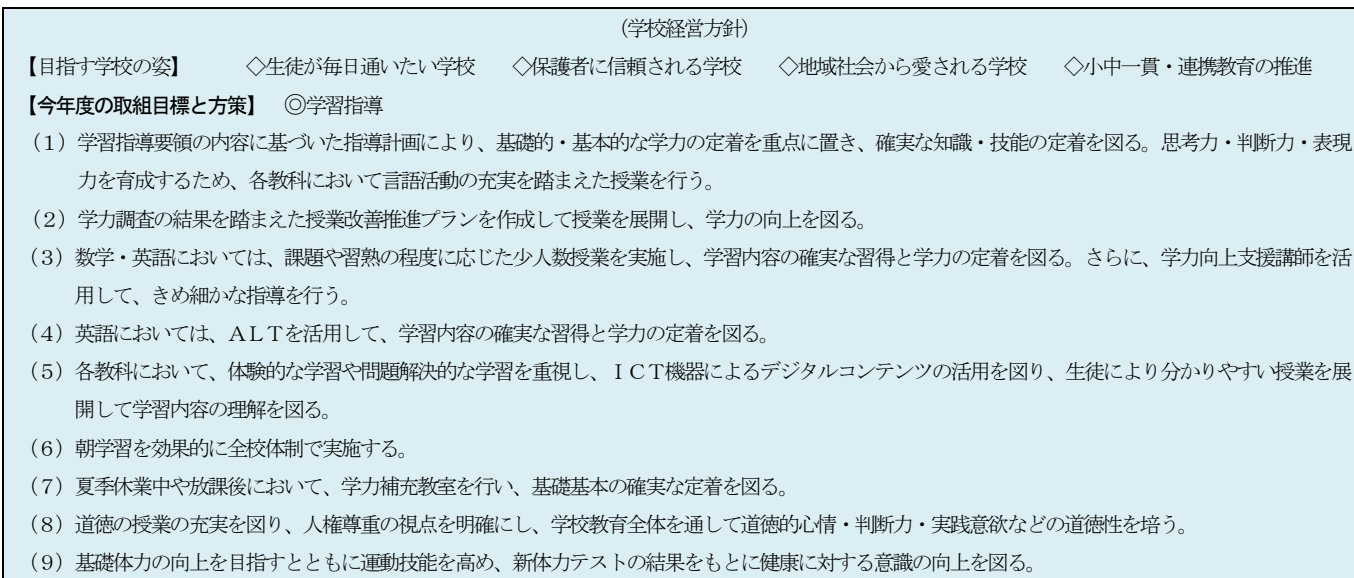 (学校経営方針)
【目指す学校の姿】 ◇生徒が毎日通いたい学校 ◇保護者に信頼される学校 ◇地域社会から愛される学校 ◇小中一貫・連携教育の推進
【今年度の取組目標と方策】 ◎学習指導
(1)学習指導要領の内容に基づいた指導計画により、基礎的・基本的な学力の定着を重点に置き、確実な知識・技能の定着を図る。思考力・判断力・表現
力を育成するため、各教科において言語活動の充実を踏まえた授業を行う。
(2)学力調査の結果を踏まえた授業改善推進プランを作成して授業を展開し、学力の向上を図る。
(3)数学・英語においては、課題や習熟の程度に応じた少人数授業を実施し、学習内容の確実な習得と学力の定着を図る。さらに、学力向上支援講師を活
用して、きめ細かな指導を行う。
(4)英語においては、ALTを活用して、学習内容の確実な習得と学力の定着を図る。
(5)各教科において、体験的な学習や問題解決的な学習を重視し、ICT機器によるデジタルコンテンツの活用を図り、生徒により分かりやすい授業を展
開して学習内容の理解を図る。
(6)朝学習を効果的に全校体制で実施する。
(7)夏季休業中や放課後において、学力補充教室を行い、基礎基本の確実な定着を図る。
(8)道徳の授業の充実を図り、人権尊重の視点を明確にし、学校教育全体を通して道徳的心情・判断力・実践意欲などの道徳性を培う。
(9)基礎体力の向上を目指すとともに運動技能を高め、新体力テストの結果をもとに健康に対する意識の向上を図る。